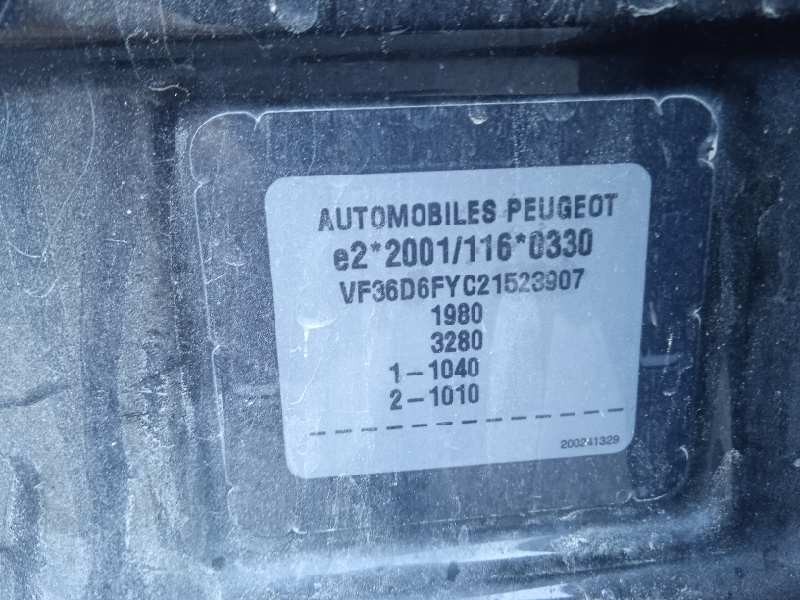 AUTOMOBILES PEUGEOT
e2*2001/116*0330
VF36D6FYC21523907
1980
3280
1-1040
2-1010
200241329